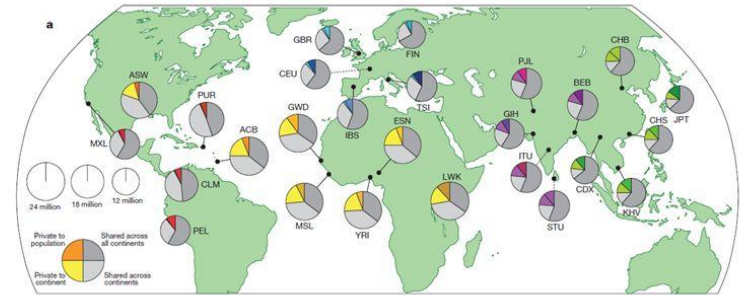 a
GBR
FIN
CHB
CEU
ASW
PJL
BEB
PUR
TSI
JPT
GWD
IBS
ESN
GIH
CHS
MXL
ACB
ITU
CDX
KHV
CLM
LWK
STU
MSL
YRI
PEL
24 million
18 million
12 million
Private to population
Shared across all continents
Private to continent
Shared across continents